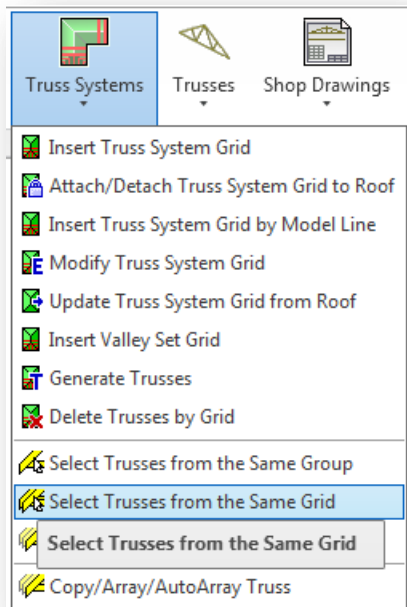 Truss Systems
Trusses
Shop Drawings
Insert Truss System Grid
Attach/Detach Truss System Grid to Roof
Insert Truss System Grid by Model Line
Modify Truss System Grid
Update Truss System Grid from Roof
Insert Valley Set Grid
Generate Trusses
Delete Trusses by Grid
Select Trusses from the Same Group
Select Trusses from the Same Grid
Select Trusses from the Same Grid
Copy/Array/AutoArray Truss